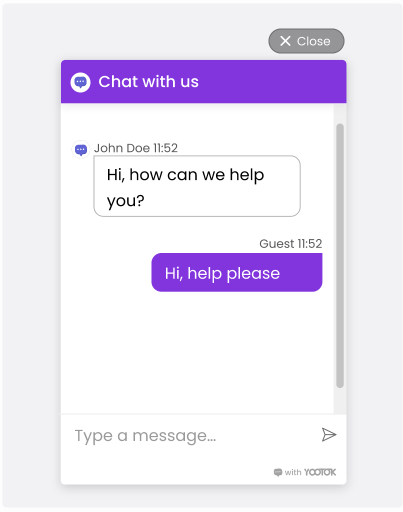 Close
Chat with us
John Doe 11:52
Hi, how can we help
you?
Guest 11:52
Hi, help please
Type a message...
with YOOTOK